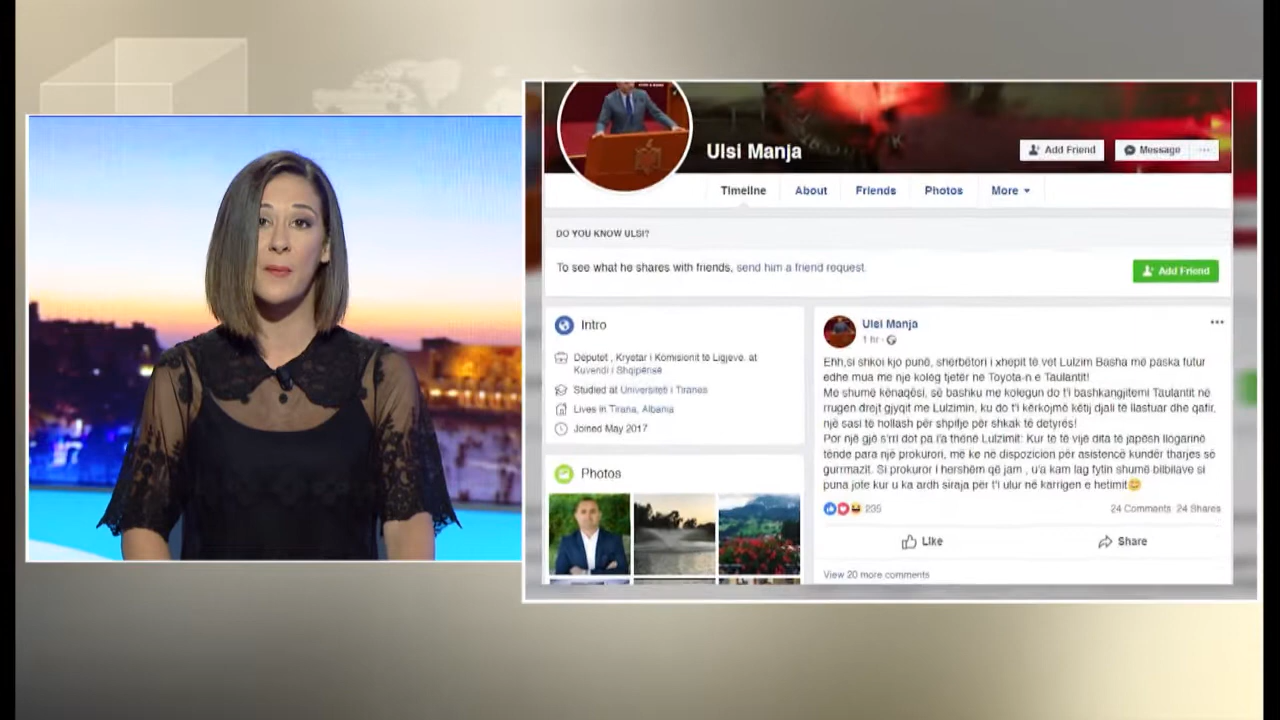 Ulsi Manja
Add Friend
Message
Timeline
About
Friends
Photos
More
DO YOU KNOW ULSI?
To see what he shares with friends, send him a friend request.
Add Friend
Intro
Deputet , Kryetar i Komisionit të Ligjeve. at
Kuvendi i Shqipërisë
Studied at Universiteti i Tiranës
Lives in Tirana, Albania
Joined May 2017
Photos
Ulsi Manja
1 hr
Ehh,si shkoi kjo punë, shërbëtori i xhepit të vet Lulzim Basha më paska futur
edhe mua me një koleg tjetër në Toyota-n e Taulantit!
Me shumë kënaqësi, së bashku me kolegun do t'i bashkangjitemi Taulantit në
rrugen drejt gjyqit me Lulzimin, ku do t'i kërkojmë këtij djali të llastuar dhe qafir,
një sasi të hollash për shpifje për shkak të detyrës!
Por një gjë s'rri dot pa i'a thënë Lulzimit: Kur të të vijë dita të japësh llogarinë
tënde para një prokurori, më ke në dispozicion për asistencë kundër tharjes së
gurrmazit. Si prokuror i hershëm që jam , u'a kam lag fytin shumë bilbilave si
puna jote kur u ka ardh siraja për t'i ulur në karrigen e hetimit
235
24 Comments 24 Shares
Like
Share
View 20 more comments